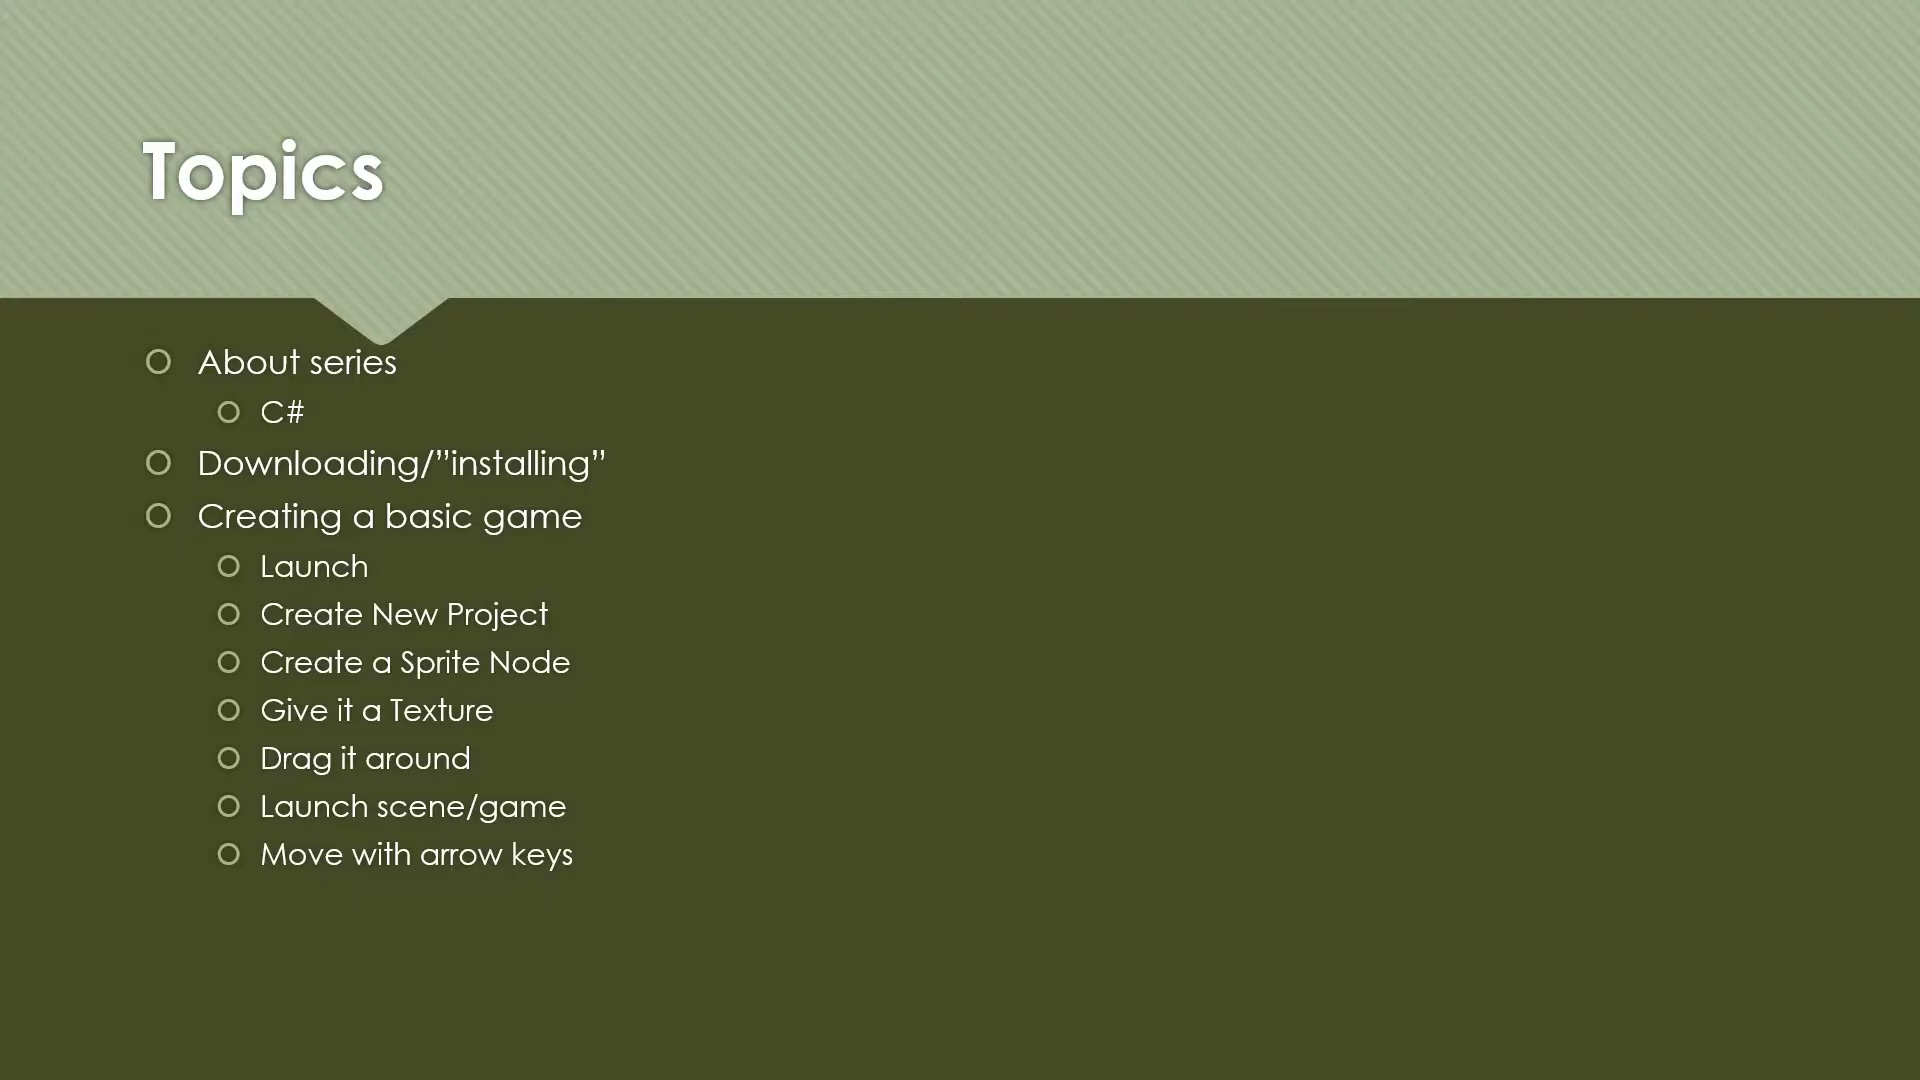 Topics
About series
C#
Downloading/”installing”
Creating a basic game
Launch
Create New Project
Create a Sprite Node
Give it a Texture
Drag it around
Launch scene/game
Move with arrow keys